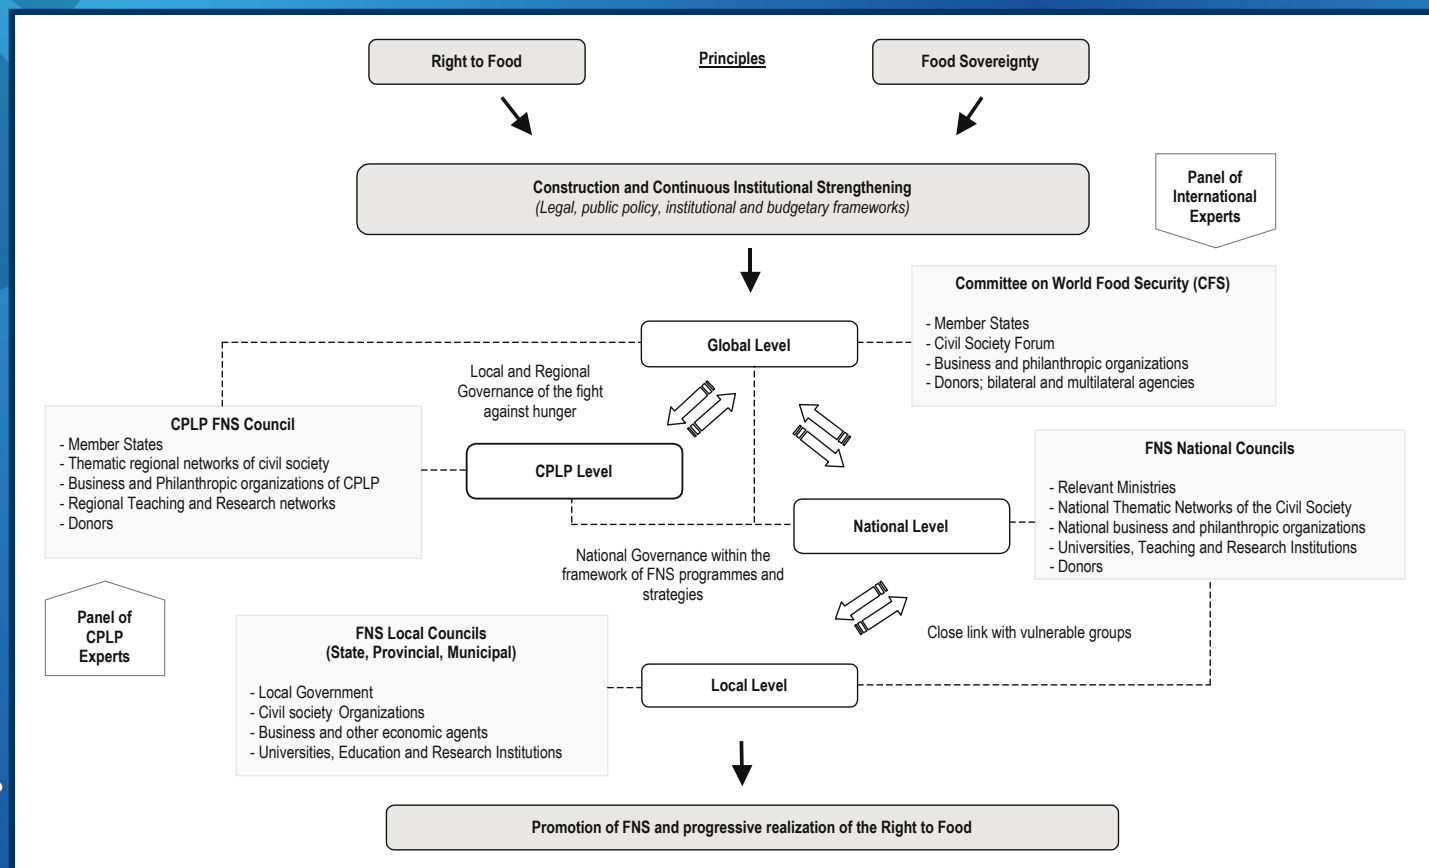 Right to Food
Principles
Food Sovereignty
Construction and Continuous Institutional Strengthening
(Legal, public policy, institutional and budgetary frameworks)
Panel of
International
Experts
Committee on World Food Security (CFS)
- Member States
- Civil Society Forum
- Business and philanthropic organizations
- Donors; bilateral and multilateral agencies
Global Level
Local and Regional
Governance of the fight
against hunger
CPLP FNS Council
- Member States
- Thematic regional networks of civil society
- Business and Philanthropic organizations of CPLP
- Regional Teaching and Research networks
- Donors
CPLP Level
FNS National Councils
- Relevant Ministries
- National Thematic Networks of the Civil Society
- National business and philanthropic organizations
- Universities, Teaching and Research Institutions
- Donors
National Level
National Governance within the
framework of FNS programmes and
strategies
Panel of
CPLP
Experts
FNS Local Councils
(State, Provincial, Municipal)
- Local Government
- Civil society Organizations
- Business and other economic agents
- Universities, Education and Research Institutions
Close link with vulnerable groups
Local Level
Promotion of FNS and progressive realization of the Right to Food